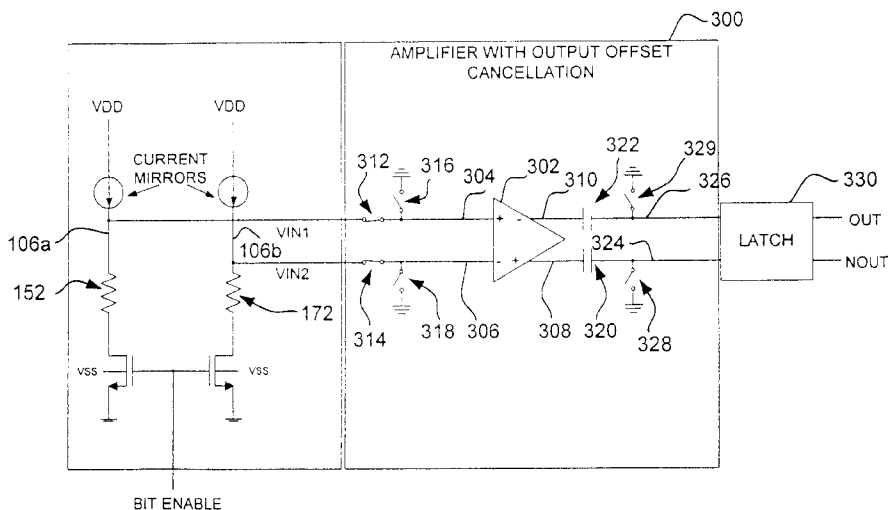 300
AMPLIFIER WITH OUTPUT OFFSET
CANCELLATION
VDD
VDD
CURRENT
MIRRORS
312
316
304
302
310
322
329
326
330
106a
VIN1
106b
VIN2
324
LATCH
OUT
NOUT
152
172
314
318
306
308
320
328
VSS
VSS
BIT ENABLE
+
-
-
+